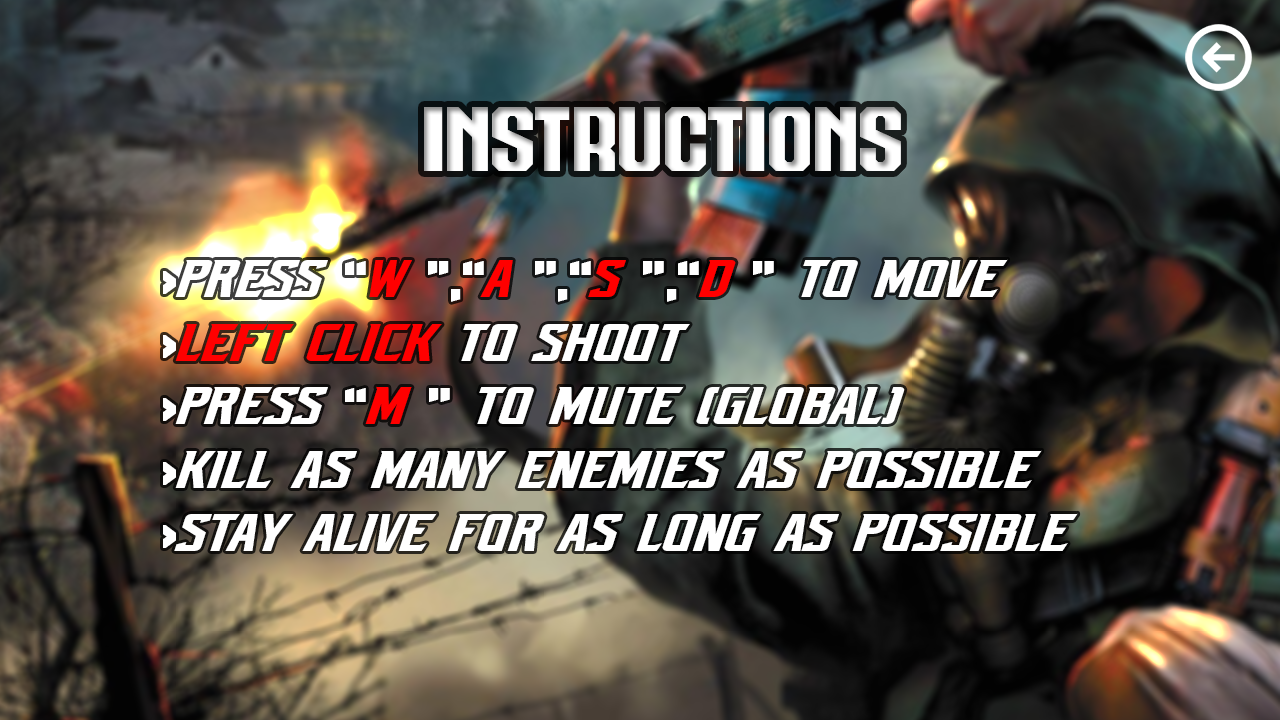 INSTRUCTIONS
›PRESS “W ”,“A ”,“S ”,“D ” TO MOVE
›LEFT CLICK TO SHOOT
›PRESS “M ” TO MUTE (GLOBAL)
›KILL AS MANY ENEMIES AS POSSIBLE
›STAY ALIVE FOR AS LONG AS POSSIBLE